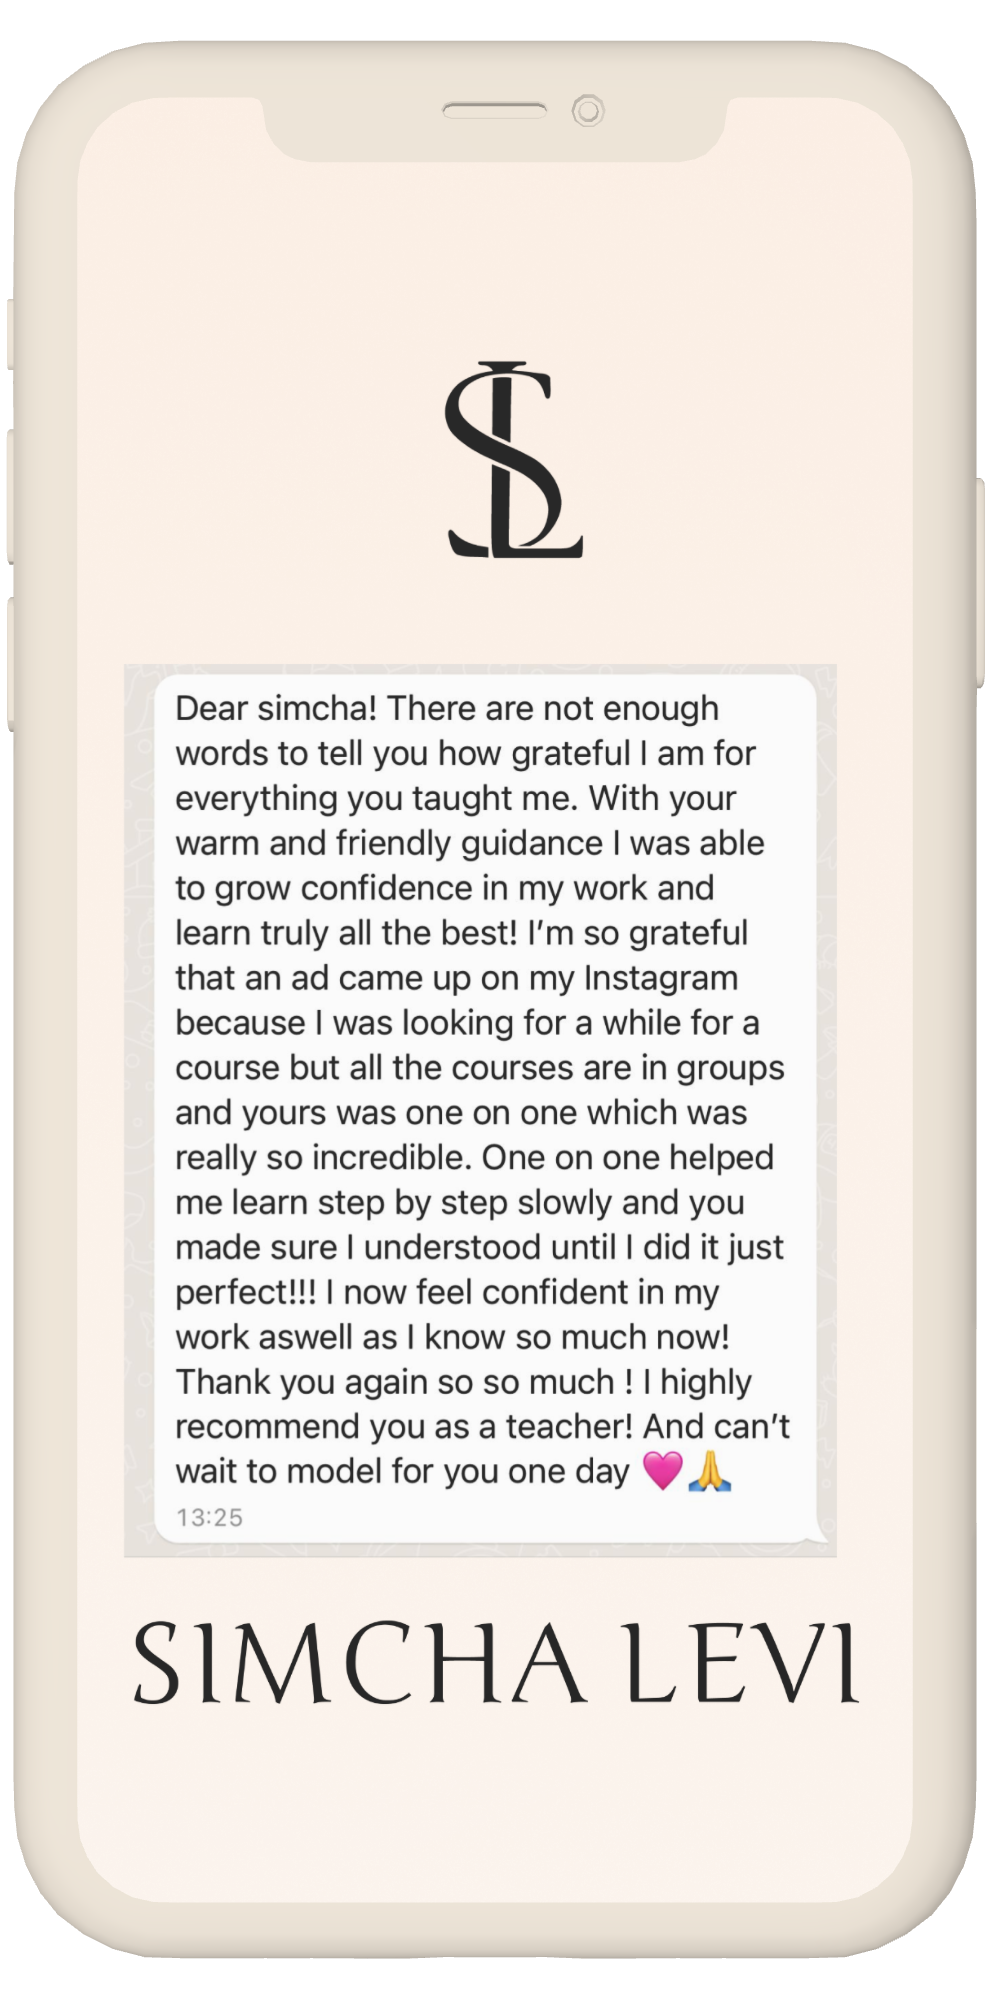 SL
Dear simcha! There are not enough
words to tell you how grateful I am for
everything you taught me. With your
warm and friendly guidance I was able
to grow confidence in my work and
learn truly all the best! I’m so grateful
that an ad came up on my Instagram
because I was looking for a while for a
course but all the courses are in groups
and yours was one on one which was
really so incredible. One on one helped
me learn step by step slowly and you
made sure I understood until I did it just
perfect!!! I now feel confident in my
work aswell as I know so much now!
Thank you again so so much ! I highly
recommend you as a teacher! And can’t
wait to model for you one day 🩷🙏
13:25
SIMCHA LEVI